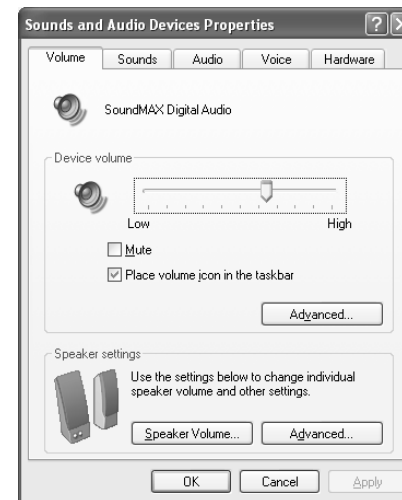 Sounds and Audio Devices Properties
Volume Sounds Audio Voice Hardware
SoundMAX Digital Audio
Device volume
Low High
Mute
Place volume icon in the taskbar
Advanced...
Speaker settings
Use the settings below to change individual
speaker volume and other settings.
Speaker Volume... Advanced...
OK Cancel Apply